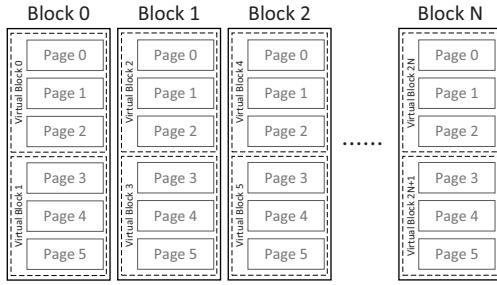 Block 0
Virtual Block 0
Page 0
Page 1
Page 2
Virtual Block 1
Page 3
Page 4
Page 5
Block 1
Virtual Block 2
Page 0
Page 1
Page 2
Virtual Block 3
Page 3
Page 4
Page 5
Block 2
Virtual Block 4
Page 0
Page 1
Page 2
Virtual Block 5
Page 3
Page 4
Page 5
......
Block N
Virtual Block 2N
Page 0
Page 1
Page 2
Virtual Block 2N+1
Page 3
Page 4
Page 5